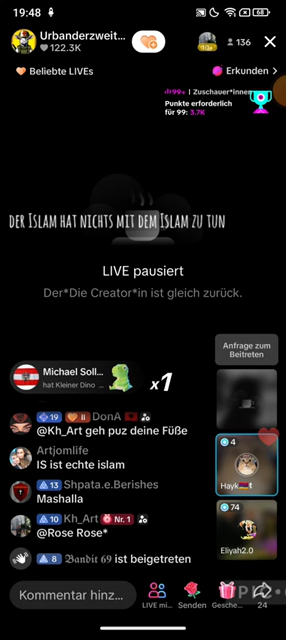 19:48 68
Urbanderzweit...
122.3K
136
Beliebte LIVEs
Erkunden >
99+ | Zuschauer*innen
Punkte erforderlich
für 99: 3.7K
der Islam hat nichts mit dem Islam zu tun
LIVE pausiert
Der*Die Creator*in ist gleich zurück.
Anfrage zum
Beitreten
Michael Soll...
hat Kleiner Dino ...
x1
19 II DonA
@Kh_Art geh puz deine Füße
Artjomlife
IS ist echte islam
13 Shpata.e.Berishes
Mashalla
10 Kh_Art Nr. 1
@Rose Rose*
8 𝕭𝖆𝖓𝖉𝖎𝖙 69 ist beigetreten
4
Hayk
74
Eliyah2.0
Kommentar hinz...
LIVE mi...
Senden
Gesche...
24